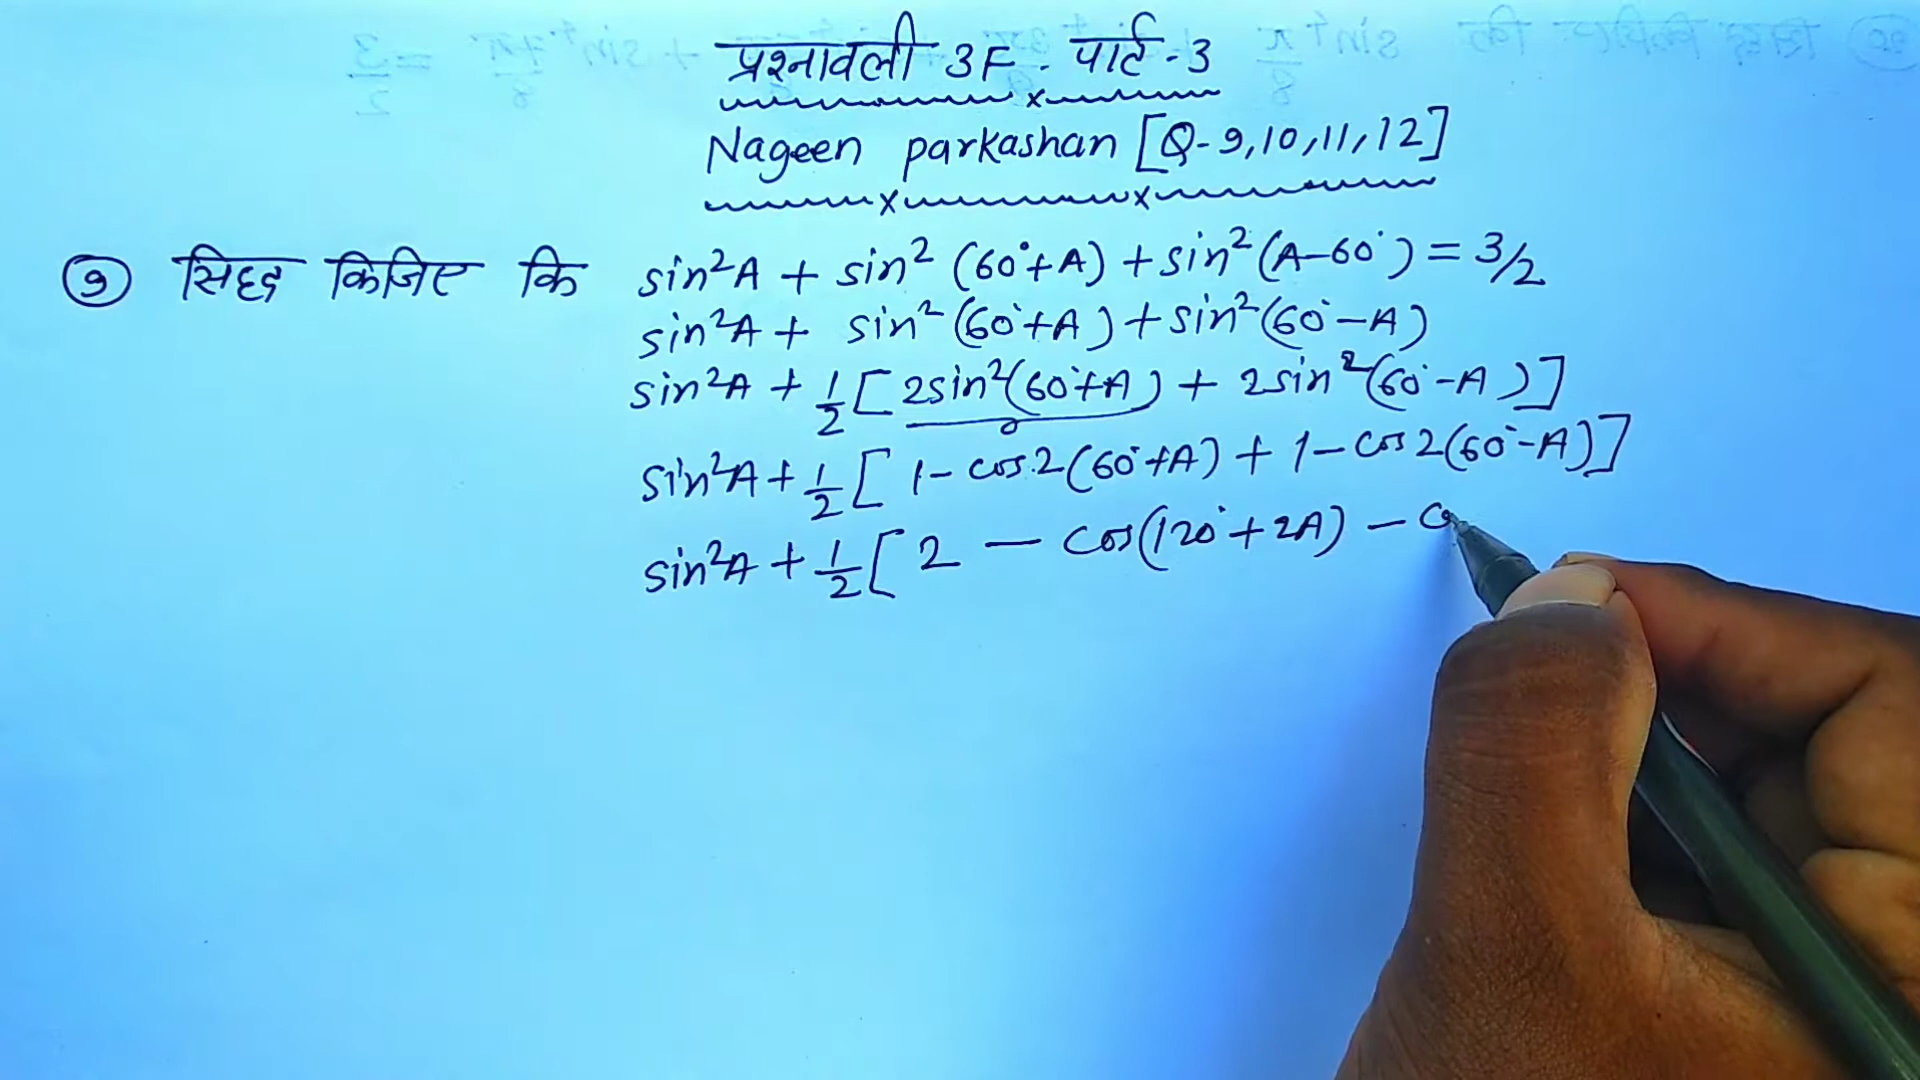 प्रश्नावली 3F. पार्ट-3
Nageen parkashan [Q-9,10,11,12]
9 सिद्ध किजिए कि sin²A + sin² (60°+A) + sin² (A-60°) = 3/2
sin²A + sin² (60°+A) + sin² (60°-A)
sin²A + 1/2 [2sin² (60°+A) + 2sin² (60°-A)]
sin²A + 1/2 [1 - cos2(60°+A) + 1 - cos2(60°-A)]
sin²A + 1/2 [2 - cos(120°+2A) -